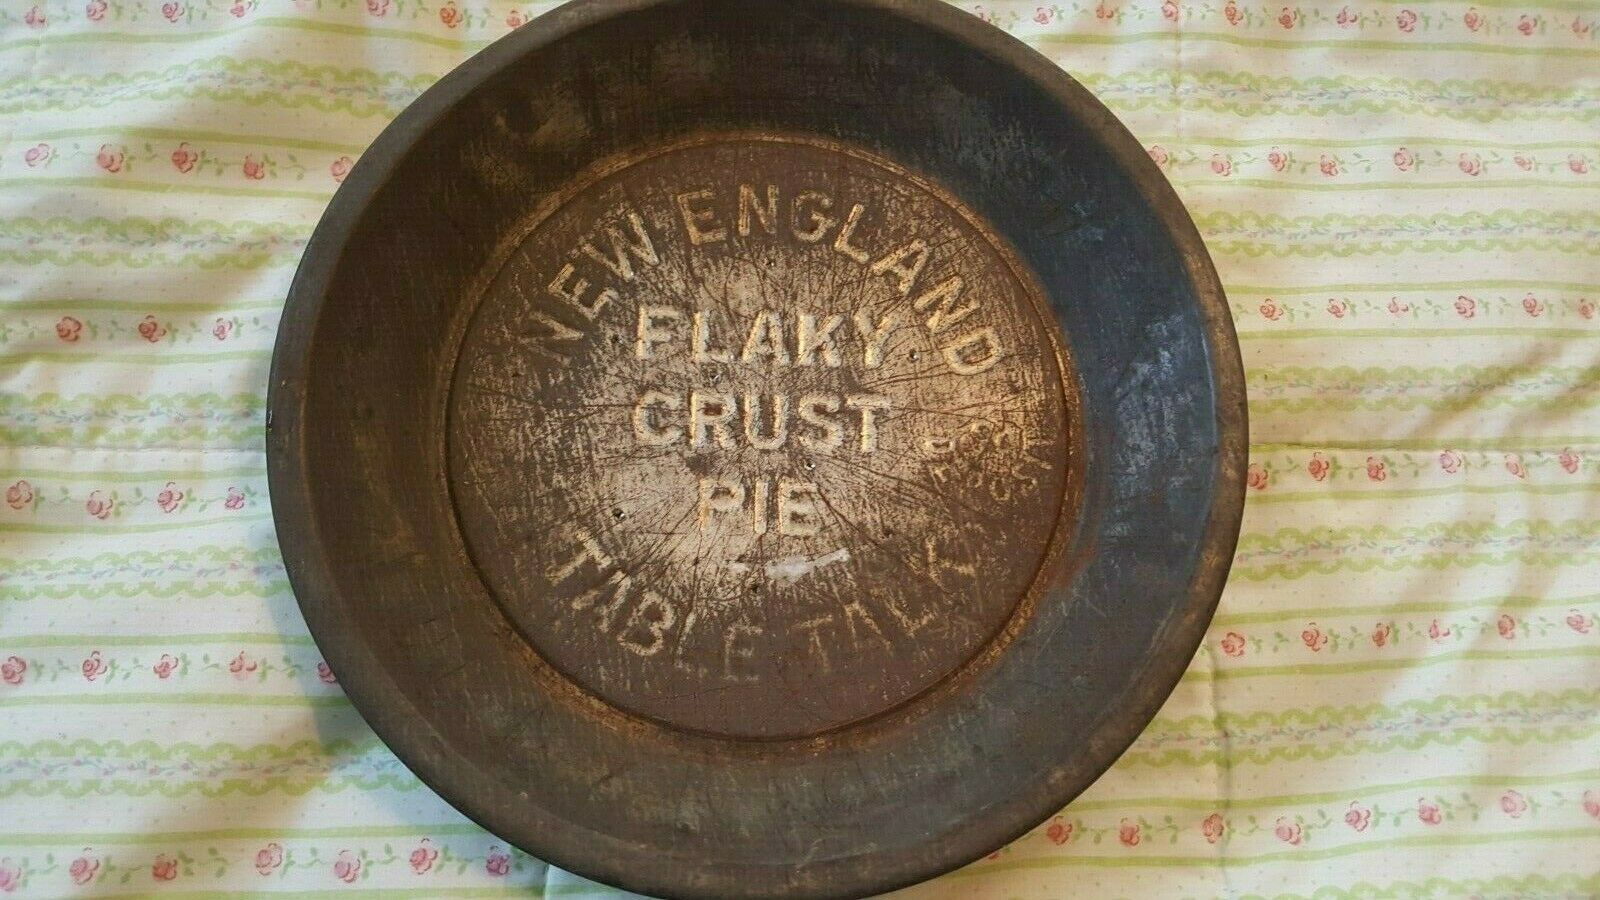 NEW ENGLAND
FLAKY
CRUST
PIE
TABLE TALK